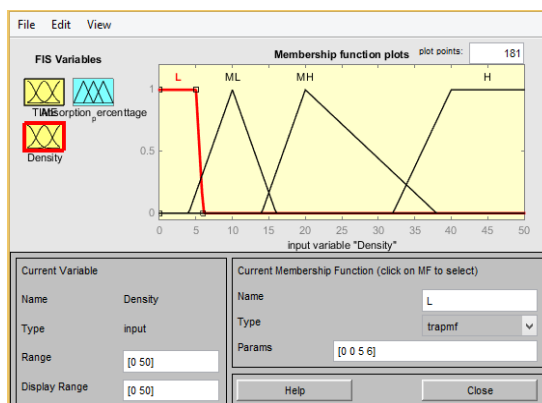 File Edit View
FIS Variables
Membership function plots plot points: 181
L ML MH H
1
0.5
0
0 5 10 15 20 25 30 35 40 45 50
input variable "Density"
Density
Current Variable
Name Density
Type input
Range [0 50]
Display Range [0 50]
Current Membership Function (click on MF to select)
Name L
Type trapmf
Params [0 0 5 6]
Help Close